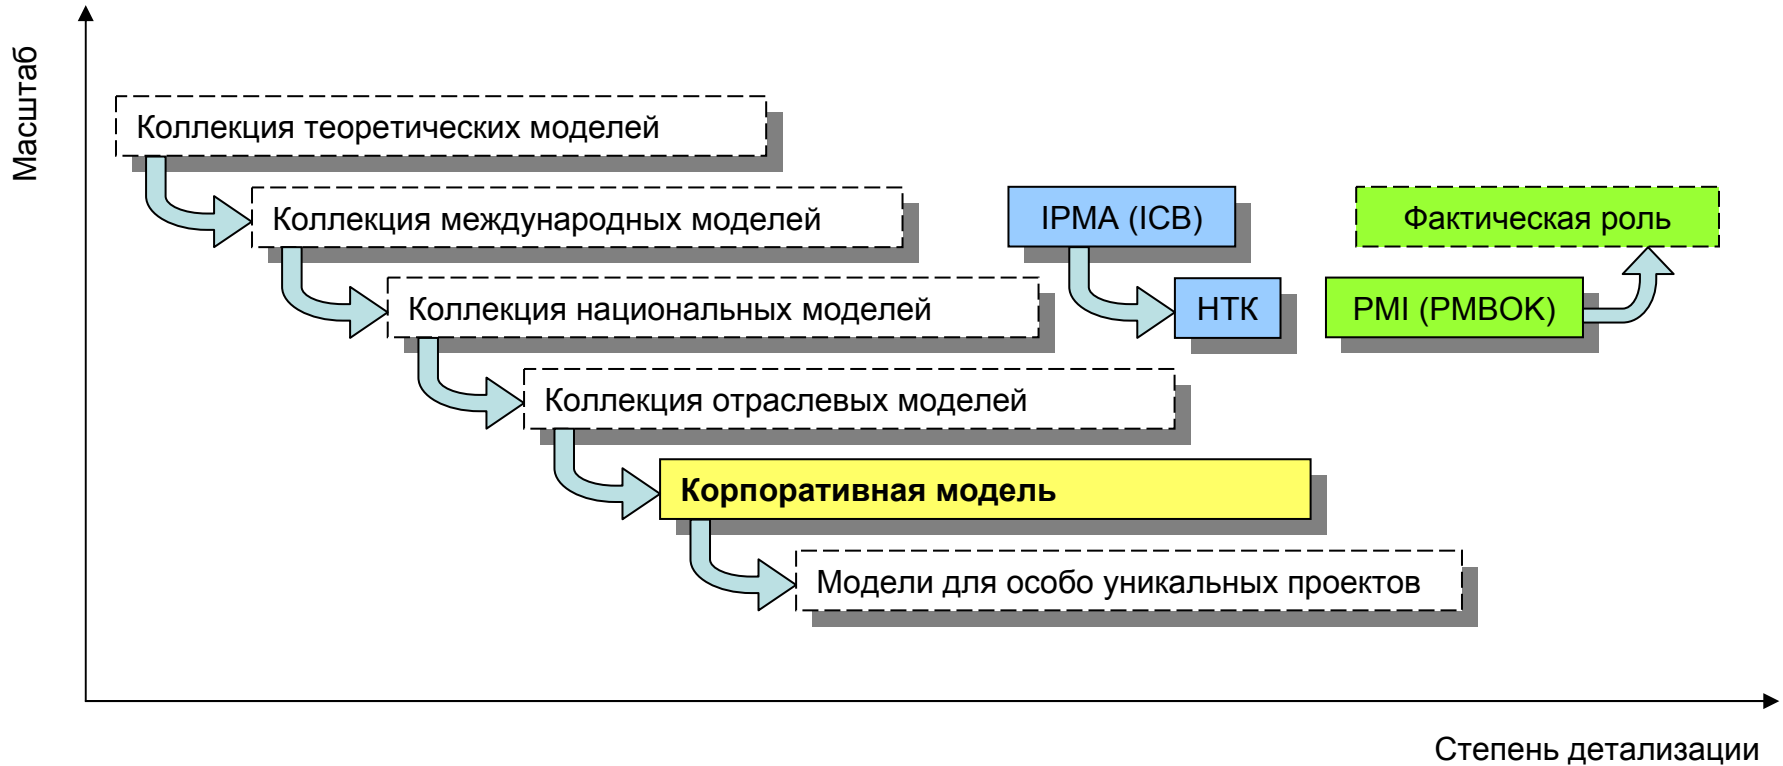 Масштаб
Коллекция теоретических моделей
Коллекция международных моделей
IPMA (ICB)
Фактическая роль
Коллекция национальных моделей
НТК
PMI (PMBOK)
Коллекция отраслевых моделей
Корпоративная модель
Модели для особо уникальных проектов
Степень детализации